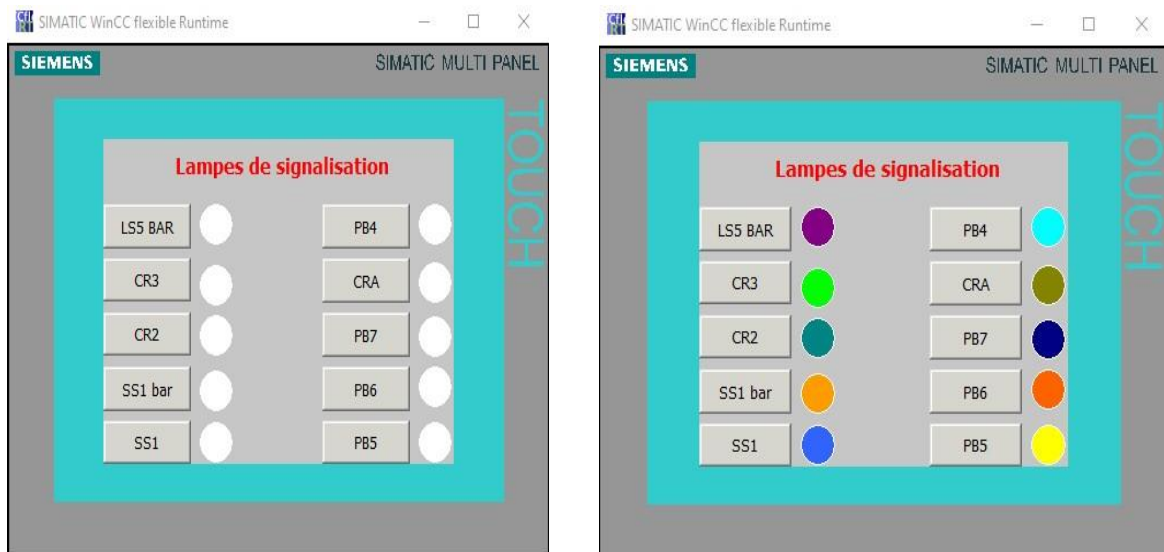 SIMATIC WinCC flexible Runtime
SIEMENS SIMATIC MULTI PANEL
TOUCH
Lampes de signalisation
LS5 BAR PB4
CR3 CRA
CR2 PB7
SS1 bar PB6
SS1 PB5
SIMATIC WinCC flexible Runtime
SIEMENS SIMATIC MULTI PANEL
TOUCH
Lampes de signalisation
LS5 BAR PB4
CR3 CRA
CR2 PB7
SS1 bar PB6
SS1 PB5